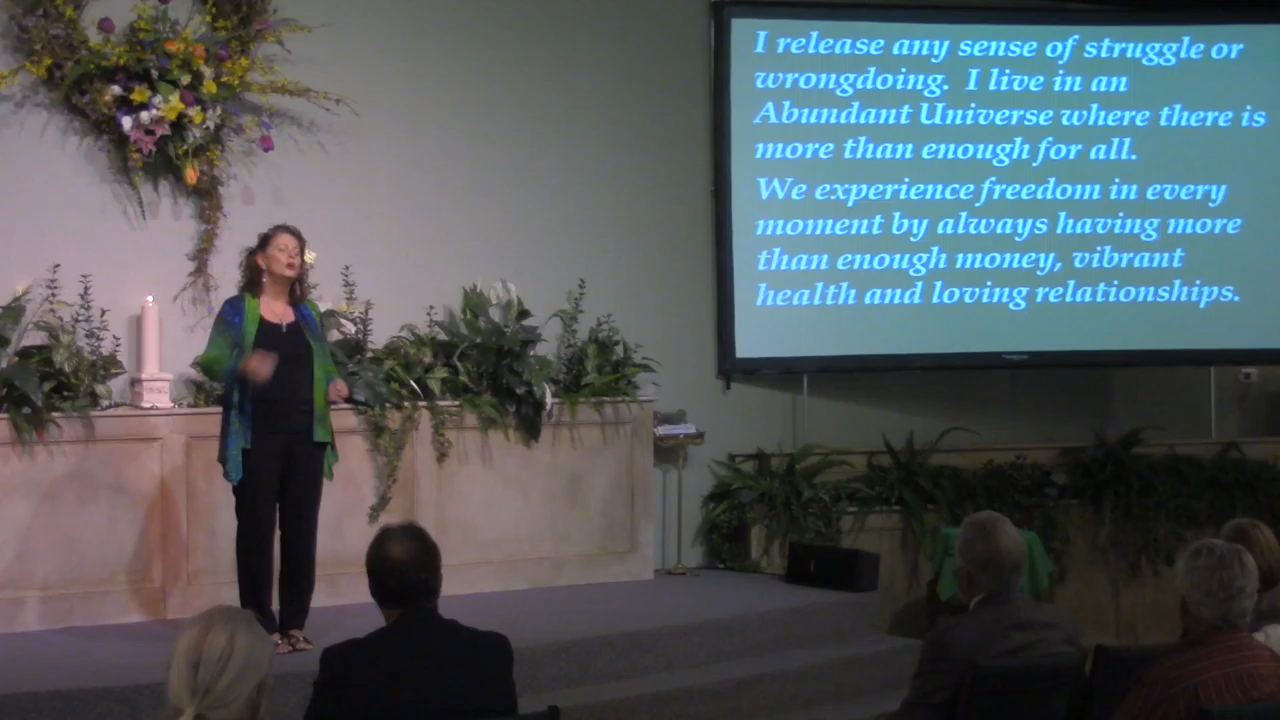 I release any sense of struggle or
wrongdoing. I live in an
Abundant Universe where there is
more than enough for all.
We experience freedom in every
moment by always having more
than enough money, vibrant
health and loving relationships.